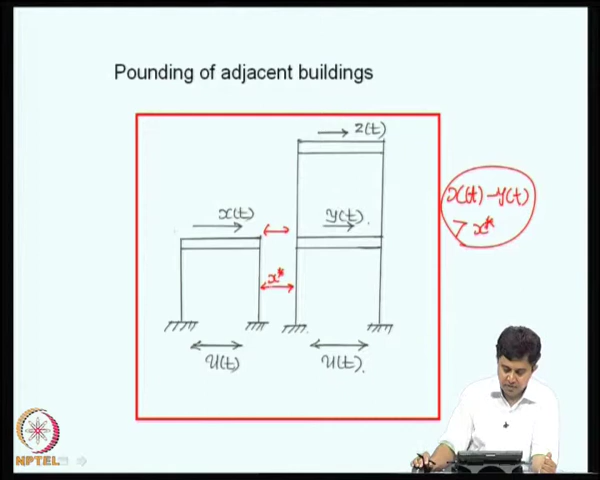 Pounding of adjacent buildings
z(t)
x(t)
y(t).
x(t) - y(t)
> x*
x*
u(t)
u(t).
NPTEL